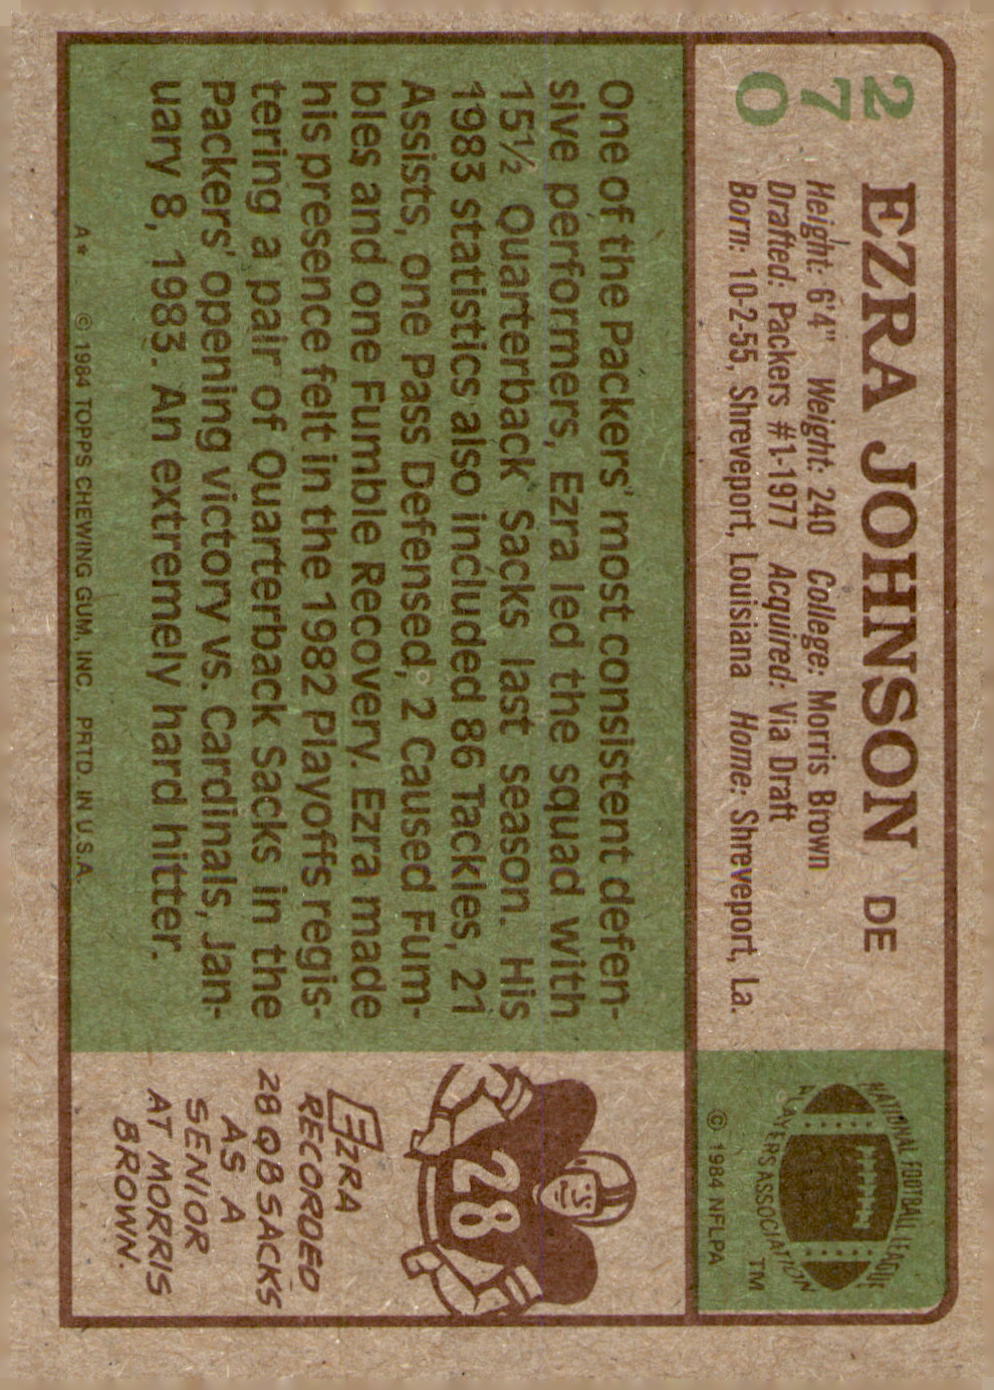 270
EZRA JOHNSON DE
Height: 6'4" Weight: 240 College: Morris Brown
Drafted: Packers #1-1977 Acquired: Via Draft
Born: 10-2-55, Shreveport, Louisiana Home: Shreveport, La.
NATIONAL FOOTBALL LEAGUE
PLAYERS ASSOCIATION
TM
© 1984 NFLPA
One of the Packers' most consistent defen-
sive performers, Ezra led the squad with
15½ Quarterback Sacks last season. His
1983 statistics also included 86 Tackles, 21
Assists, one Pass Defensed, 2 Caused Fum-
bles and one Fumble Recovery. Ezra made
his presence felt in the 1982 Playoffs regis-
tering a pair of Quarterback Sacks in the
Packers' opening victory vs. Cardinals, Jan-
uary 8, 1983. An extremely hard hitter.
28
EZRA
RECORDED
28 QB SACKS
AS A
SENIOR
AT MORRIS
BROWN.
A* © 1984 TOPPS CHEWING GUM, INC. PRTD. IN U.S.A.